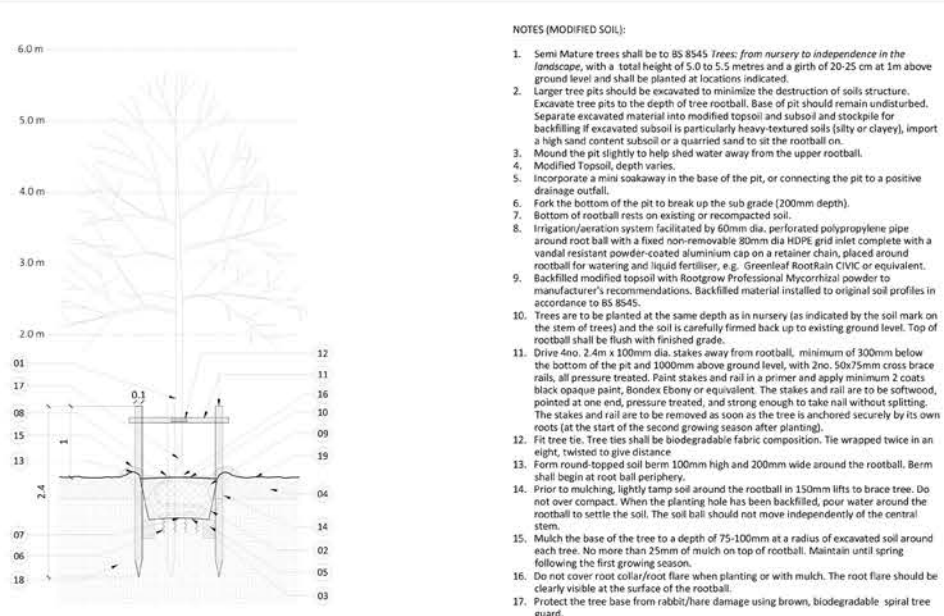 6.0 m
5.0 m
4.0 m
3.0 m
2.0 m
01
17
08
15
13
07
06
18
0.1
1
2.4
12
11
16
10
09
19
04
14
02
05
03
NOTES (MODIFIED SOIL):
1. Semi Mature trees shall be to BS 8545 Trees: from nursery to independence in the
landscape, with a total height of 5.0 to 5.5 metres and a girth of 20-25 cm at 1m above
ground level and shall be planted at locations indicated.
2. Larger tree pits should be excavated to minimize the destruction of soils structure.
Excavate tree pits to the depth of tree rootball. Base of pit should remain undisturbed.
Separate excavated material into modified topsoil and subsoil and stockpile for
backfilling If excavated subsoil is particularly heavy-textured soils (silty or clayey), import
a high sand content subsoil or a quarried sand to sit the rootball on.
3. Mound the pit slightly to help shed water away from the upper rootball.
4. Modified Topsoil, depth varies.
5. Incorporate a mini soakaway in the base of the pit, or connecting the pit to a positive
drainage outfall.
6. Fork the bottom of the pit to break up the sub grade (200mm depth).
7. Bottom of rootball rests on existing or recompacted soil.
8. Irrigation/aeration system facilitated by 60mm dia. perforated polypropylene pipe
around root ball with a fixed non-removable 80mm dia HDPE grid inlet complete with a
vandal resistant powder-coated aluminium cap on a retainer chain, placed around
rootball for watering and liquid fertiliser, e.g. Greenleaf RootRain CIVIC or equivalent.
9. Backfilled modified topsoil with Rootgrow Professional Mycorrhizal powder to
manufacturer's recommendations. Backfilled material installed to original soil profiles in
accordance to BS 8545.
10. Trees are to be planted at the same depth as in nursery (as indicated by the soil mark on
the stem of trees) and the soil is carefully firmed back up to existing ground level. Top of
rootball shall be flush with finished grade.
11. Drive 4no. 2.4m x 100mm dia. stakes away from rootball, minimum of 300mm below
the bottom of the pit and 1000mm above ground level, with 2no. 50x75mm cross brace
rails, all pressure treated. Paint stakes and rail in a primer and apply minimum 2 coats
black opaque paint, Bondex Ebony or equivalent. The stakes and rail are to be softwood,
pointed at one end, pressure treated, and strong enough to take nail without splitting.
The stakes and rail are to be removed as soon as the tree is anchored securely by its own
roots (at the start of the second growing season after planting).
12. Fit tree tie. Tree ties shall be biodegradable fabric composition. Tie wrapped twice in an
eight, twisted to give distance
13. Form round-topped soil berm 100mm high and 200mm wide around the rootball. Berm
shall begin at root ball periphery.
14. Prior to mulching, lightly tamp soil around the rootball in 150mm lifts to brace tree. Do
not over compact. When the planting hole has been backfilled, pour water around the
rootball to settle the soil. The soil ball should not move independently of the central
stem.
15. Mulch the base of the tree to a depth of 75-100mm at a radius of excavated soil around
each tree. No more than 25mm of mulch on top of rootball. Maintain until spring
following the first growing season.
16. Do not cover root collar/root flare when planting or with mulch. The root flare should be
clearly visible at the surface of the rootball.
17. Protect the tree base from rabbit/hare damage using brown, biodegradable spiral tree
guard.